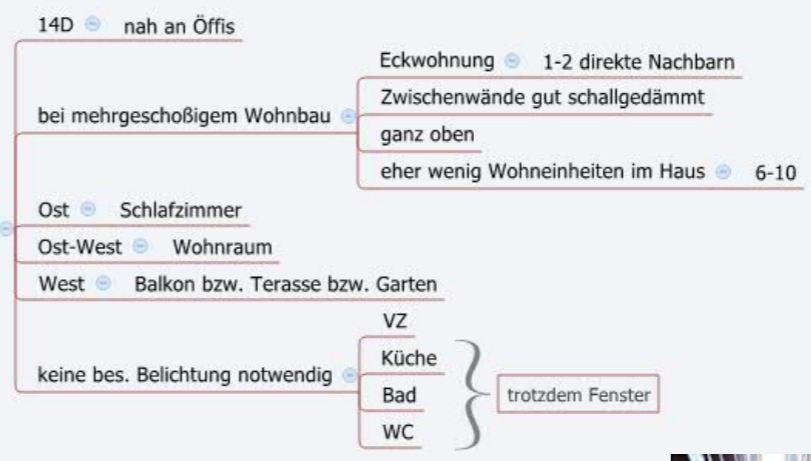 14D nah an Öffis
bei mehrgeschoßigem Wohnbau
Eckwohnung 1-2 direkte Nachbarn
Zwischenwände gut schallgedämmt
ganz oben
eher wenig Wohneinheiten im Haus 6-10
Ost Schlafzimmer
Ost-West Wohnraum
West Balkon bzw. Terasse bzw. Garten
keine bes. Belichtung notwendig
VZ
Küche
Bad
WC
trotzdem Fenster